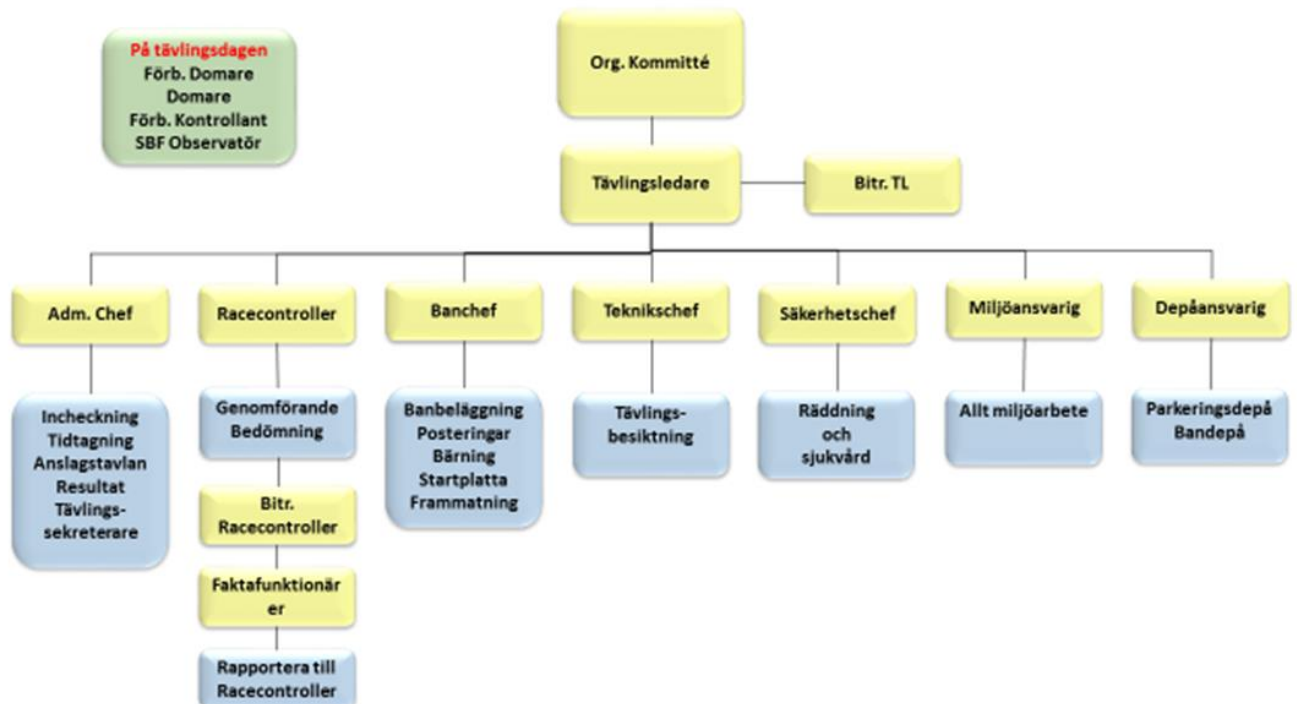 På tävlingsdagen
Förb. Domare
Domare
Förb. Kontrollant
SBF Observatör
Org. Kommitté
Tävlingsledare
Bitr. TL
Adm. Chef
Racecontroller
Banchef
Teknikschef
Säkerhetschef
Miljöansvarig
Depåansvarig
Incheckning
Tidtagning
Anslagstavlan
Resultat
Tävlings-
sekreterare
Genomförande
Bedömning
Bitr.
Racecontroller
Faktafunktionär
er
Rapportera till
Racecontroller
Banbeläggning
Posteringar
Bärning
Startplatta
Frammatning
Tävlings-
besiktning
Räddning
och
sjukvård
Allt miljöarbete
Parkeringsdepå
Bandepå